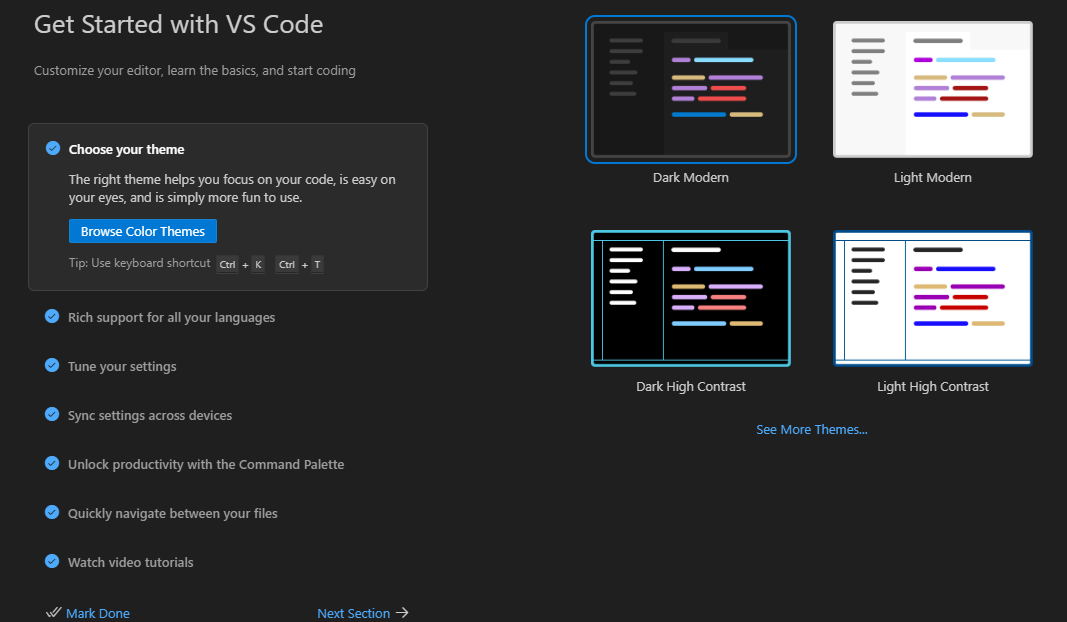 Get Started with VS Code
Customize your editor, learn the basics, and start coding
Choose your theme
The right theme helps you focus on your code, is easy on
your eyes, and is simply more fun to use.
Browse Color Themes
Tip: Use keyboard shortcut Ctrl + K Ctrl + T
Rich support for all your languages
Tune your settings
Sync settings across devices
Unlock productivity with the Command Palette
Quickly navigate between your files
Watch video tutorials
Mark Done
Next Section
Dark Modern
Light Modern
Dark High Contrast
Light High Contrast
See More Themes...